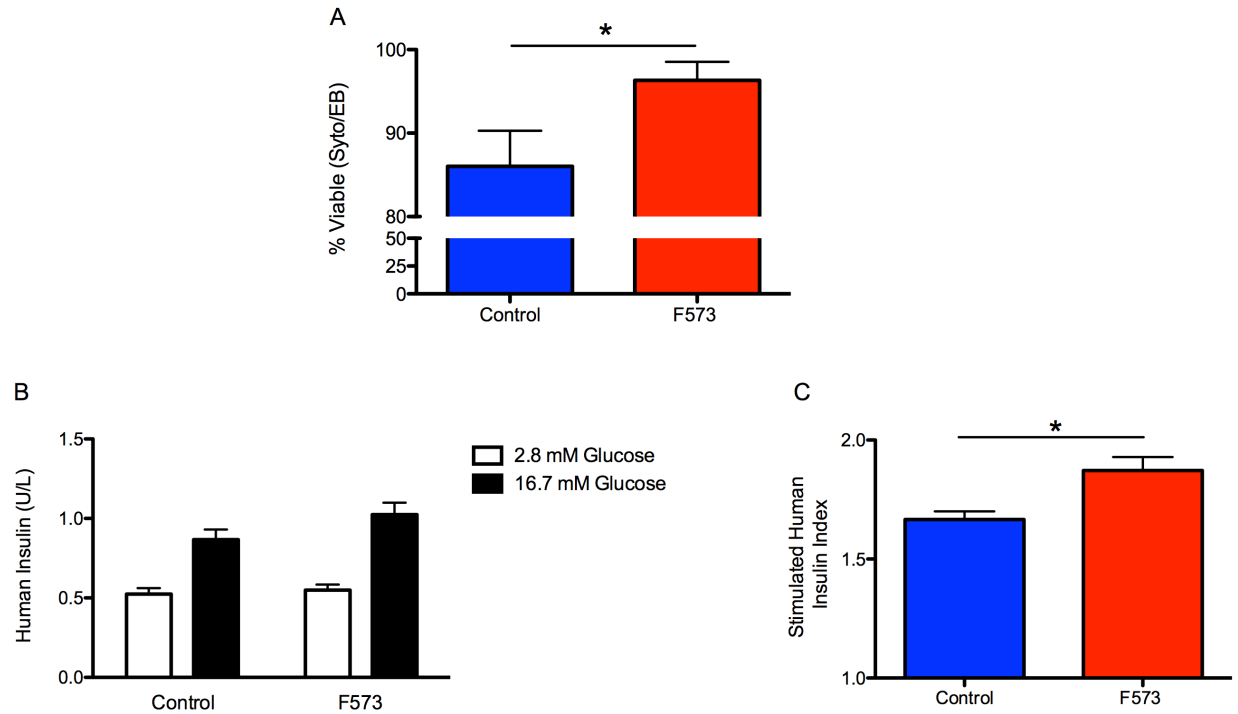 A
*
100
90
80
50
25
0
% Viable (Syto/EB)
Control F573
B
1.5
1.0
0.5
0.0
Human Insulin (U/L)
Control F573
2.8 mM Glucose
16.7 mM Glucose
C
*
2.0
1.5
1.0
Stimulated Human
Insulin Index
Control F573